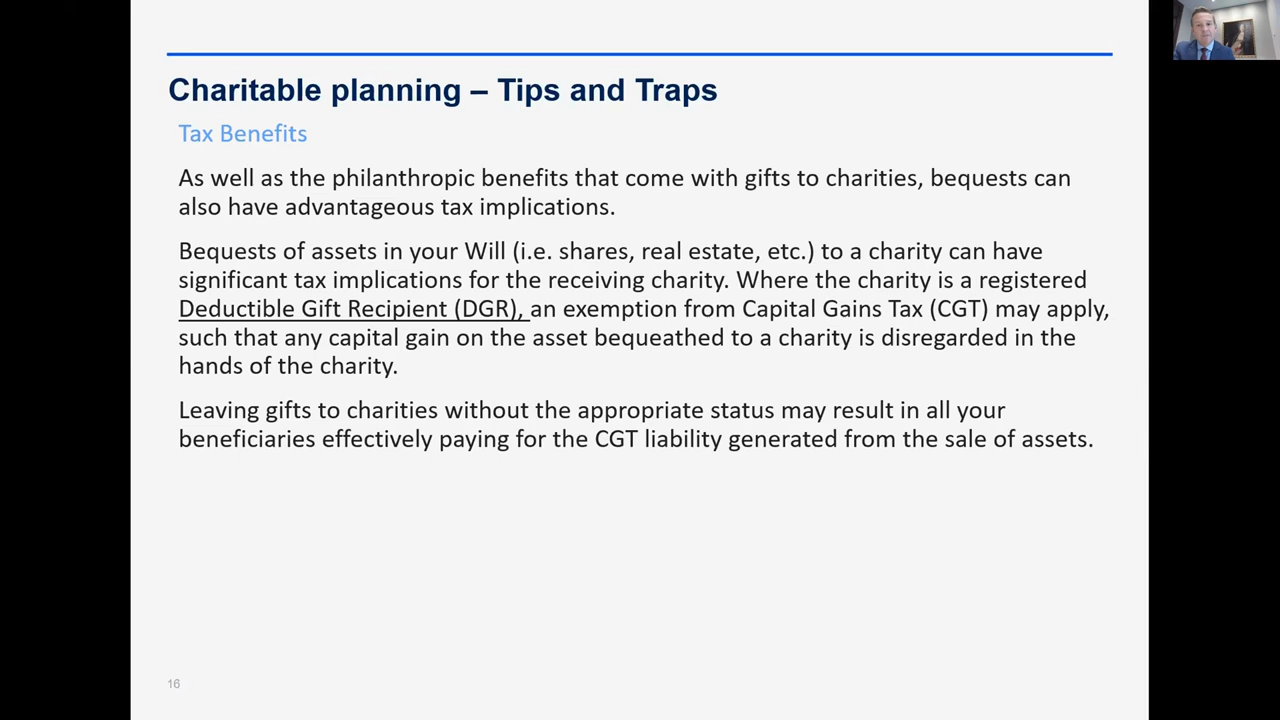 Charitable planning – Tips and Traps
Tax Benefits
As well as the philanthropic benefits that come with gifts to charities, bequests can
also have advantageous tax implications.
Bequests of assets in your Will (i.e. shares, real estate, etc.) to a charity can have
significant tax implications for the receiving charity. Where the charity is a registered
Deductible Gift Recipient (DGR), an exemption from Capital Gains Tax (CGT) may apply,
such that any capital gain on the asset bequeathed to a charity is disregarded in the
hands of the charity.
Leaving gifts to charities without the appropriate status may result in all your
beneficiaries effectively paying for the CGT liability generated from the sale of assets.
16